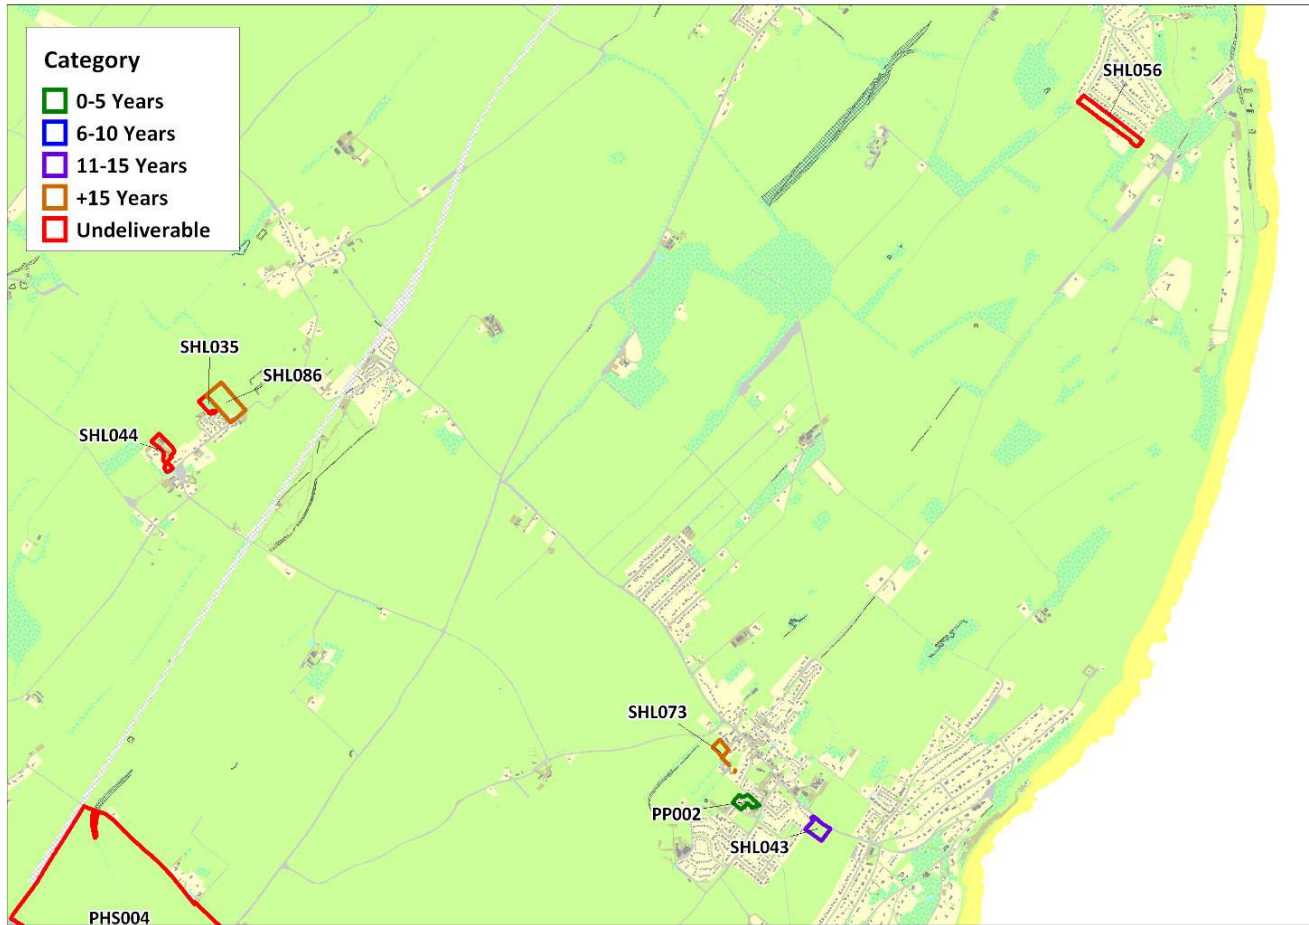 Category
0-5 Years
6-10 Years
11-15 Years
+15 Years
Undeliverable
SHL056
SHL035
SHL086
SHL044
SHL073
PP002
SHL043
PHS004